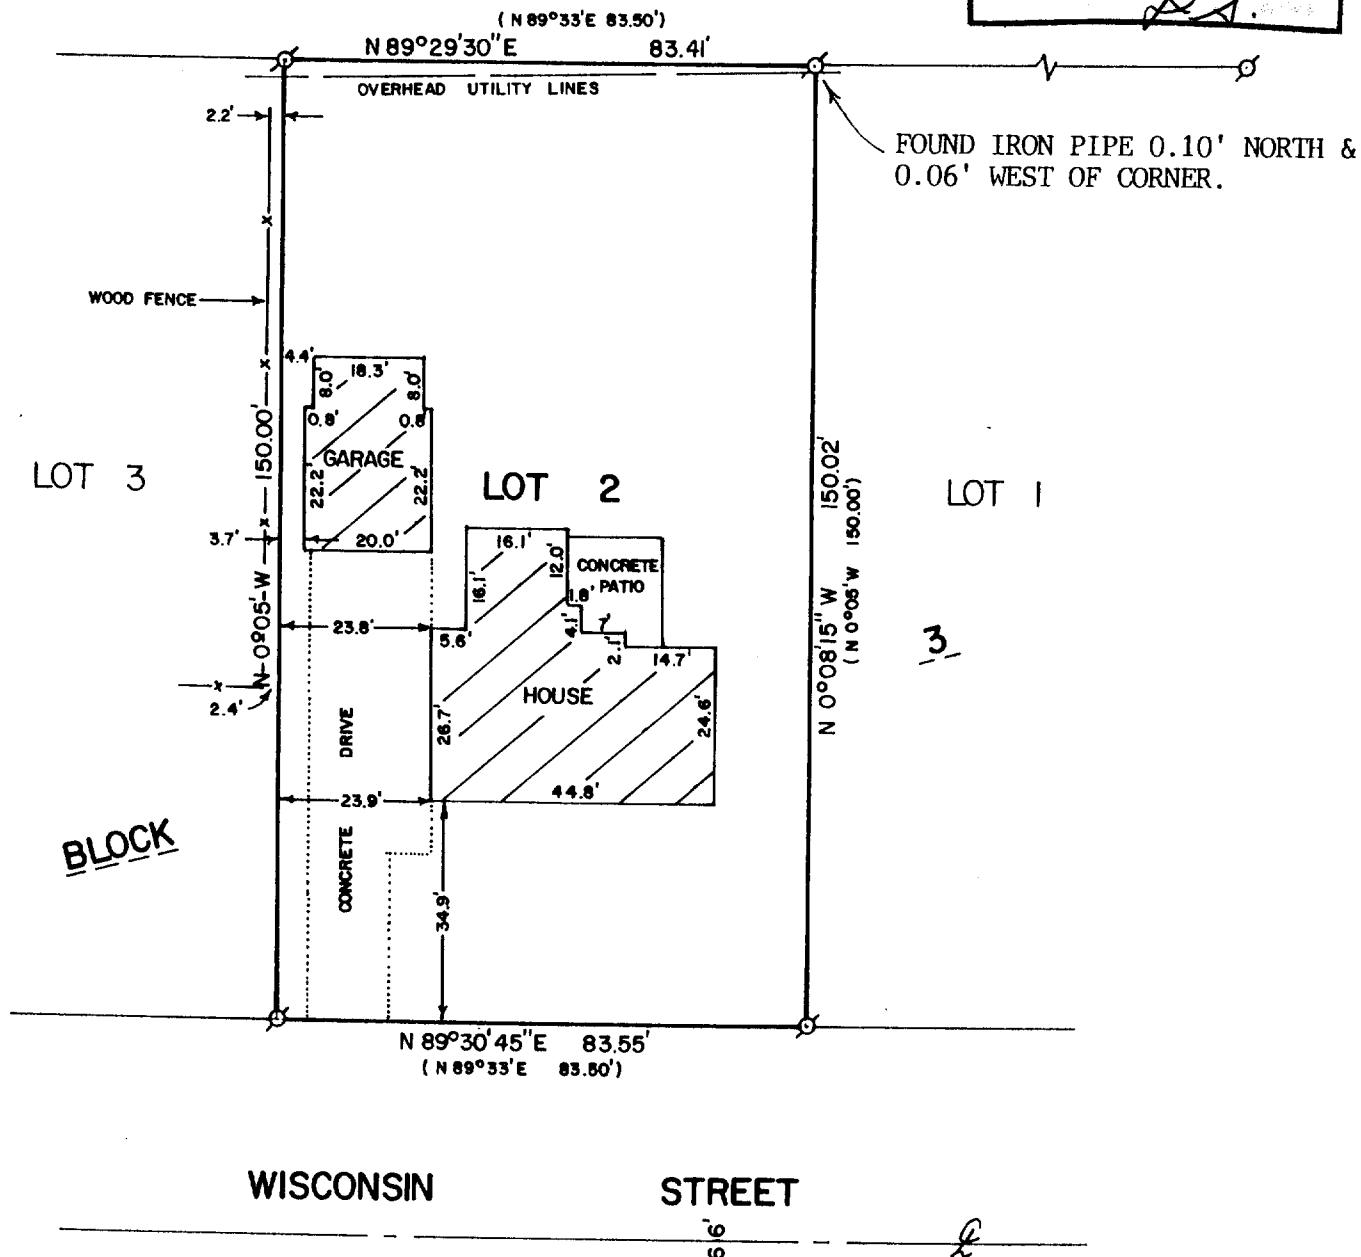 ( N 89°33'E 83.50')
N 89°29'30"E 83.41'
OVERHEAD UTILITY LINES
2.2'
FOUND IRON PIPE 0.10' NORTH &
0.06' WEST OF CORNER.
WOOD FENCE
4.4'
18.3'
8.0'
8.0'
0.8'
0.8'
GARAGE
22.2'
22.2'
20.0'
3.7'
LOT 3
N 0°05' W 150.00'
LOT 2
LOT 1
N 0°08'15" W 150.02'
( N 0°05'W 150.00')
16.1'
16.1'
12.0'
CONCRETE
PATIO
1.8'
4.1'
7'
2.1'
14.7'
23.8'
5.6'
3
HOUSE
2.4'
26.7'
24.6'
44.8'
23.9'
CONCRETE DRIVE
BLOCK
34.9'
N 89°30'45"E 83.55'
( N 89°33'E 83.50')
WISCONSIN STREET